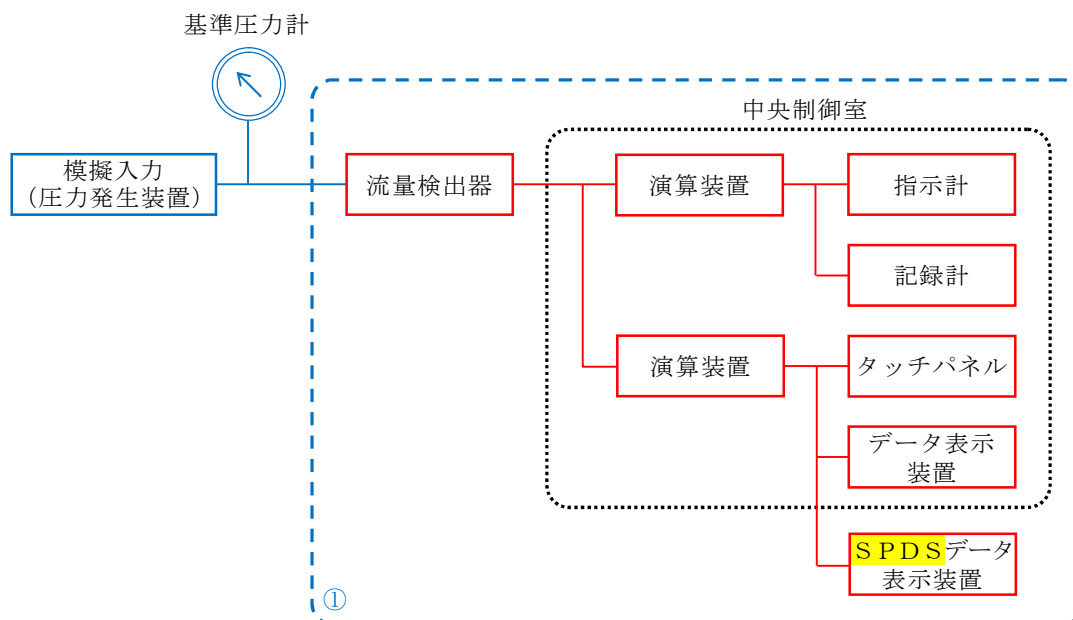 基準圧力計
中央制御室
模擬入力
（圧力発生装置）
流量検出器
演算装置
指示計
記録計
演算装置
タッチパネル
データ表示
装置
ＳＰＤＳデータ
表示装置
①